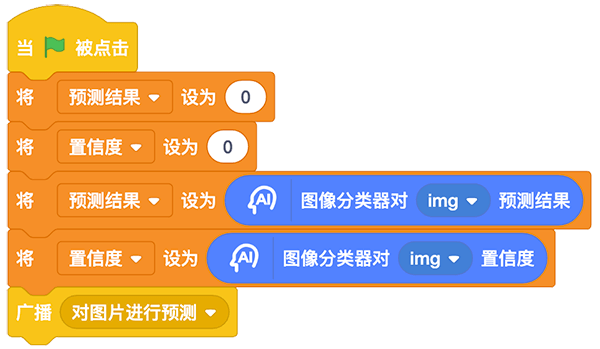 当 被点击
将 预测结果 设为 0
将 置信度 设为 0
将 预测结果 设为 AI 图像分类器对 img 预测结果
将 置信度 设为 AI 图像分类器对 img 置信度
广播 对图片进行预测